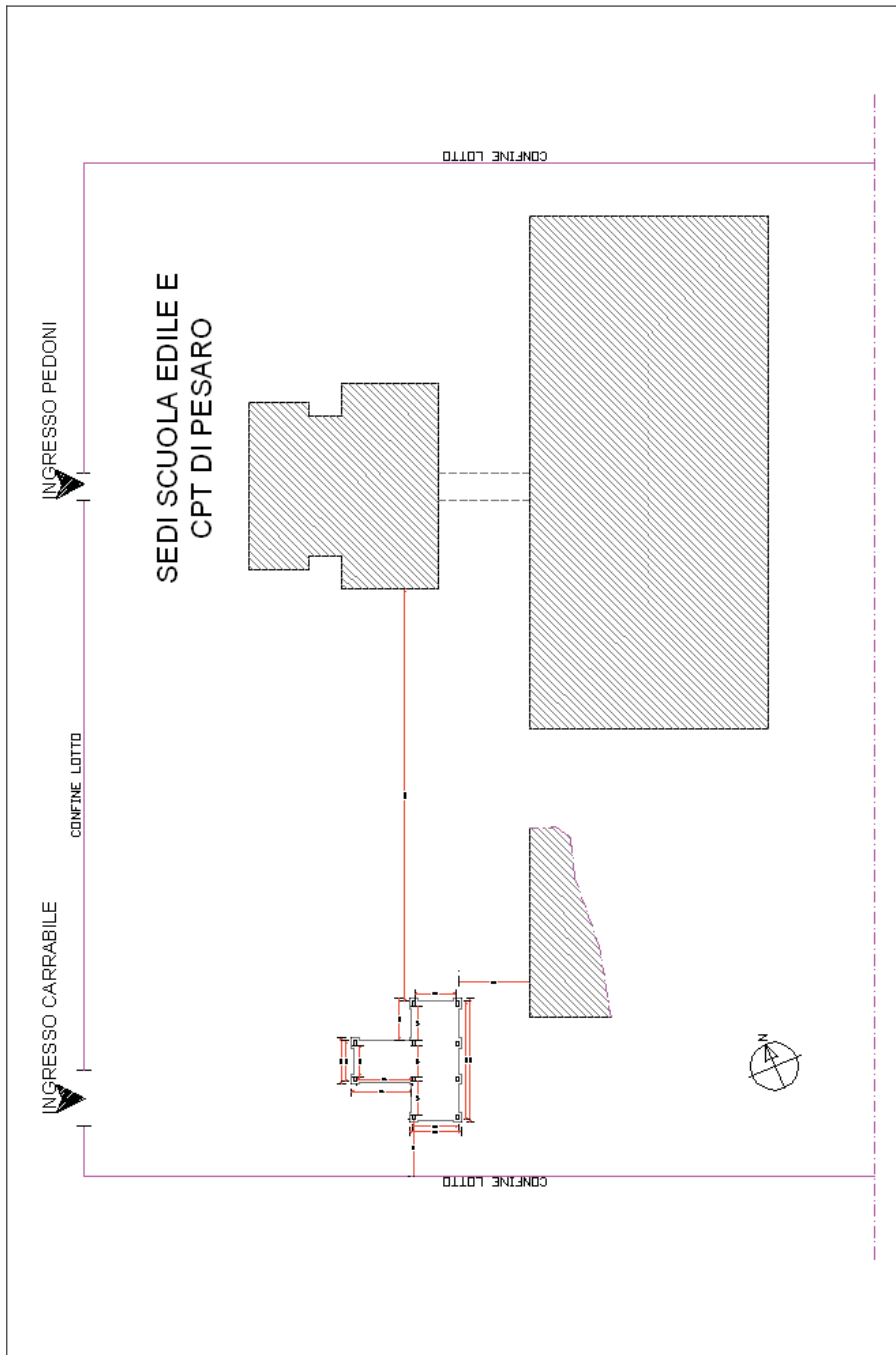 CONFINE LOTTO
INGRESSO PEDONI
SEDI SCUOLA EDILE E
CPT DI PESARO
CONFINE LOTTO
INGRESSO CARRABILE
N
CONFINE LOTTO